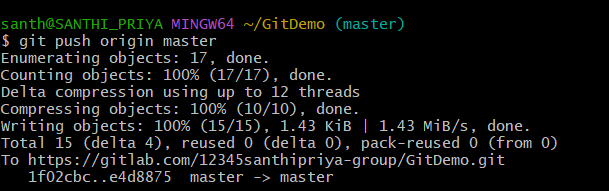 santh@SANTHI_PRIYA MINGW64 ~/GitDemo (master)
$ git push origin master
Enumerating objects: 17, done.
Counting objects: 100% (17/17), done.
Delta compression using up to 12 threads
Compressing objects: 100% (10/10), done.
Writing objects: 100% (15/15), 1.43 KiB | 1.43 MiB/s, done.
Total 15 (delta 4), reused 0 (delta 0), pack-reused 0 (from 0)
To https://gitlab.com/12345santhipriya-group/GitDemo.git
   1f02cbc..e4d8875  master -> master